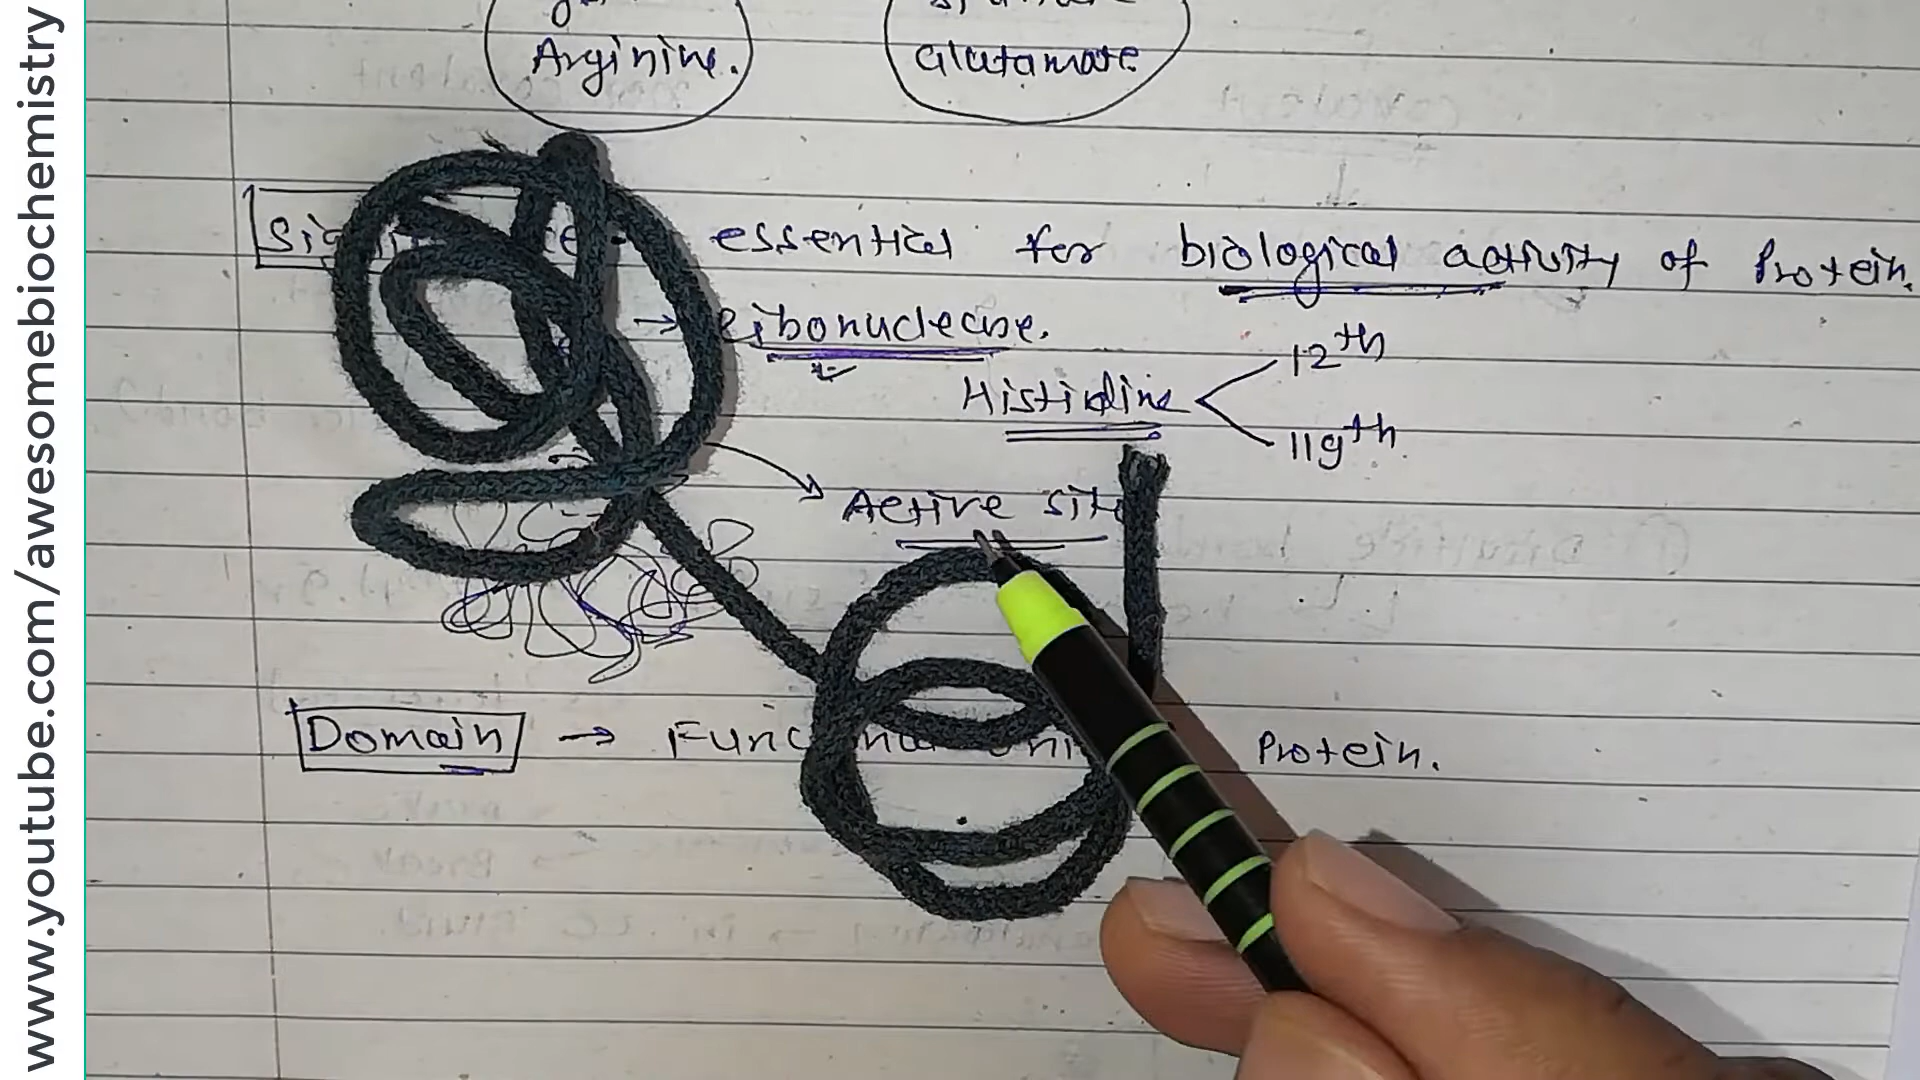 www.youtube.com/awesomebiochemistry
Arginine.
Glutamate
essential for biological activity of Protein.
→ Ribonuclease.
Histidine 12th
119th
Active site
Domain → Protein.